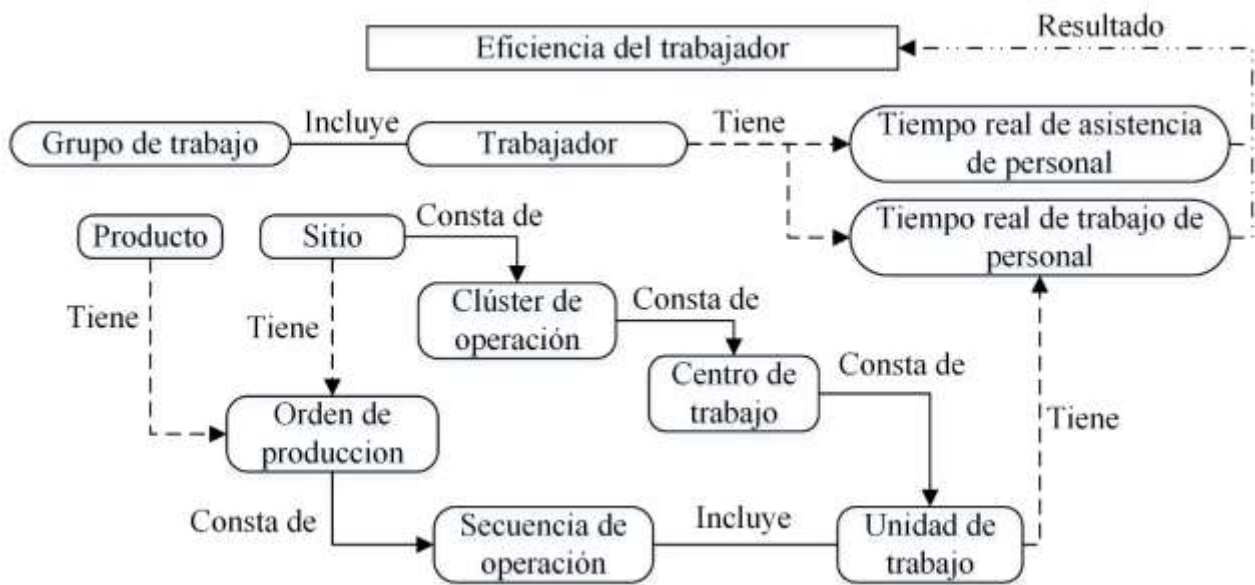 Resultado
Eficiencia del trabajador
Grupo de trabajo
Incluye
Trabajador
Tiene
Tiempo real de asistencia
de personal
Producto
Sitio
Consta de
Tiempo real de trabajo de
personal
Tiene
Tiene
Clúster de
operación
Consta de
Centro de
trabajo
Consta de
Tiene
Orden de
produccion
Consta de
Secuencia de
operación
Incluye
Unidad de
trabajo